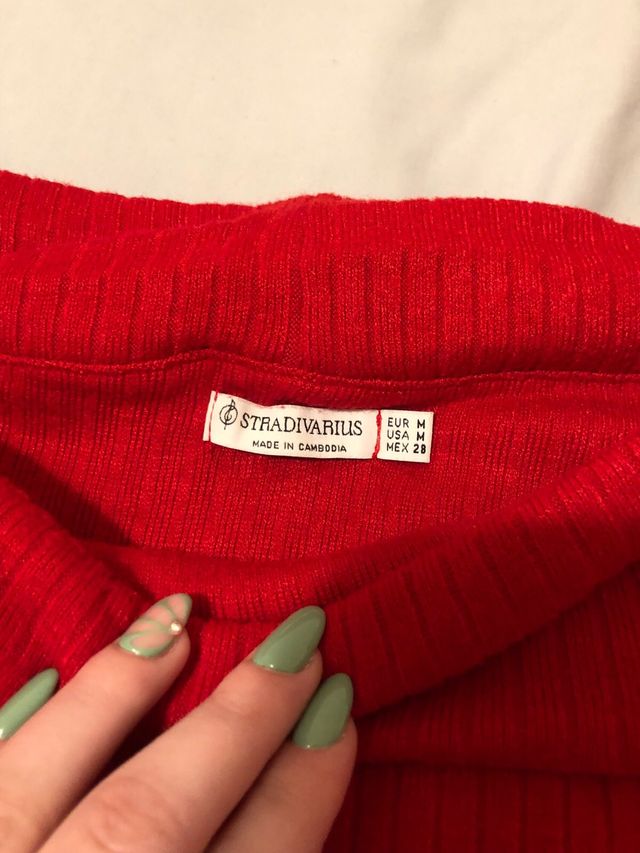 STRADIVARIUS
MADE IN CAMBODIA
EUR M
USA M
MEX 28